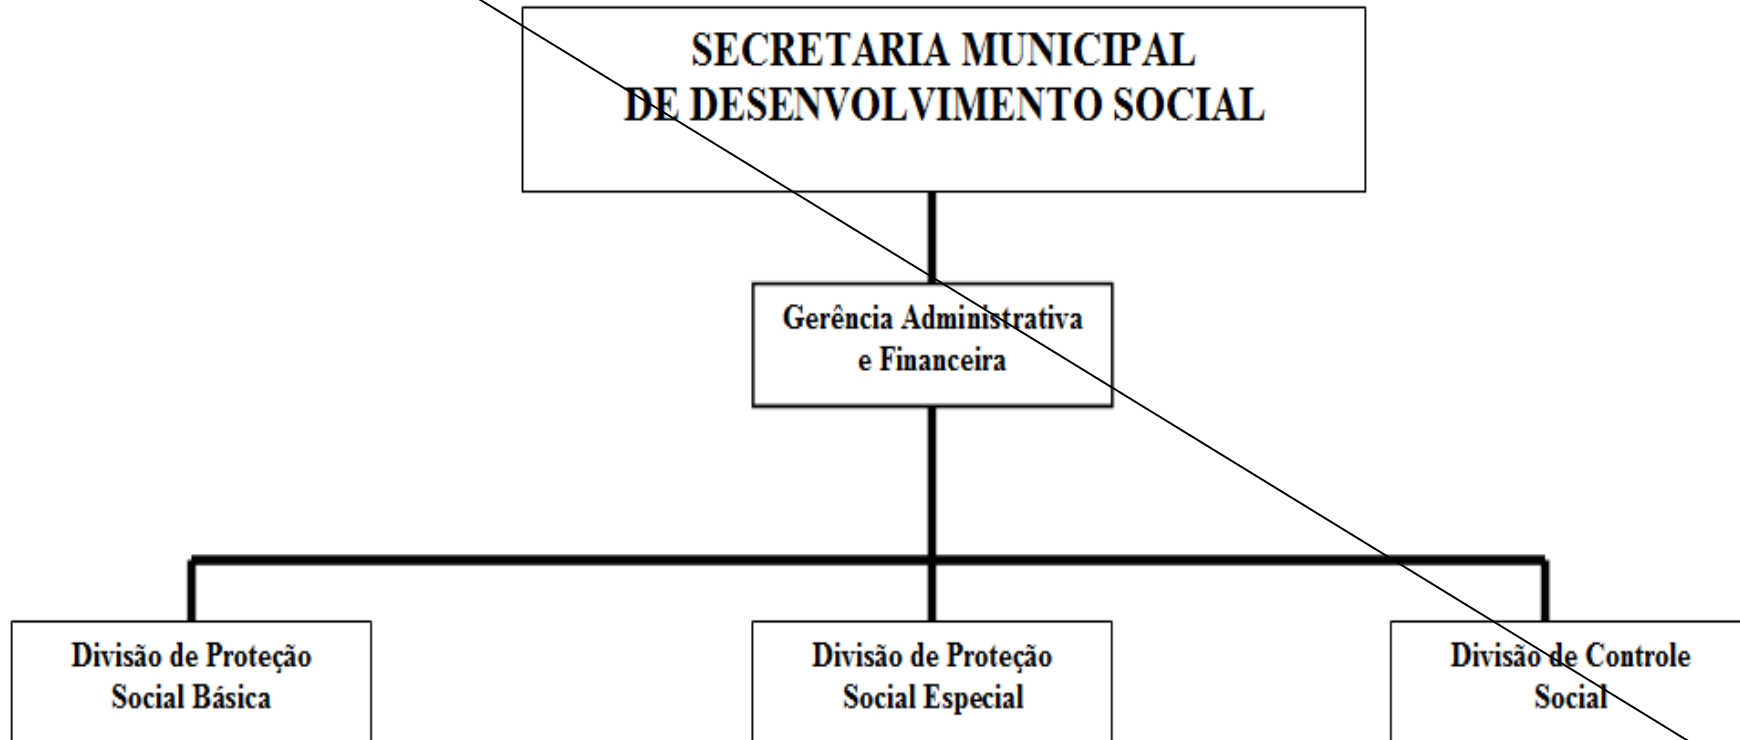 SECRETARIA MUNICIPAL
DE DESENVOLVIMENTO SOCIAL
Gerência Administrativa
e Financeira
Divisão de Proteção
Social Básica
Divisão de Proteção
Social Especial
Divisão de Controle
Social